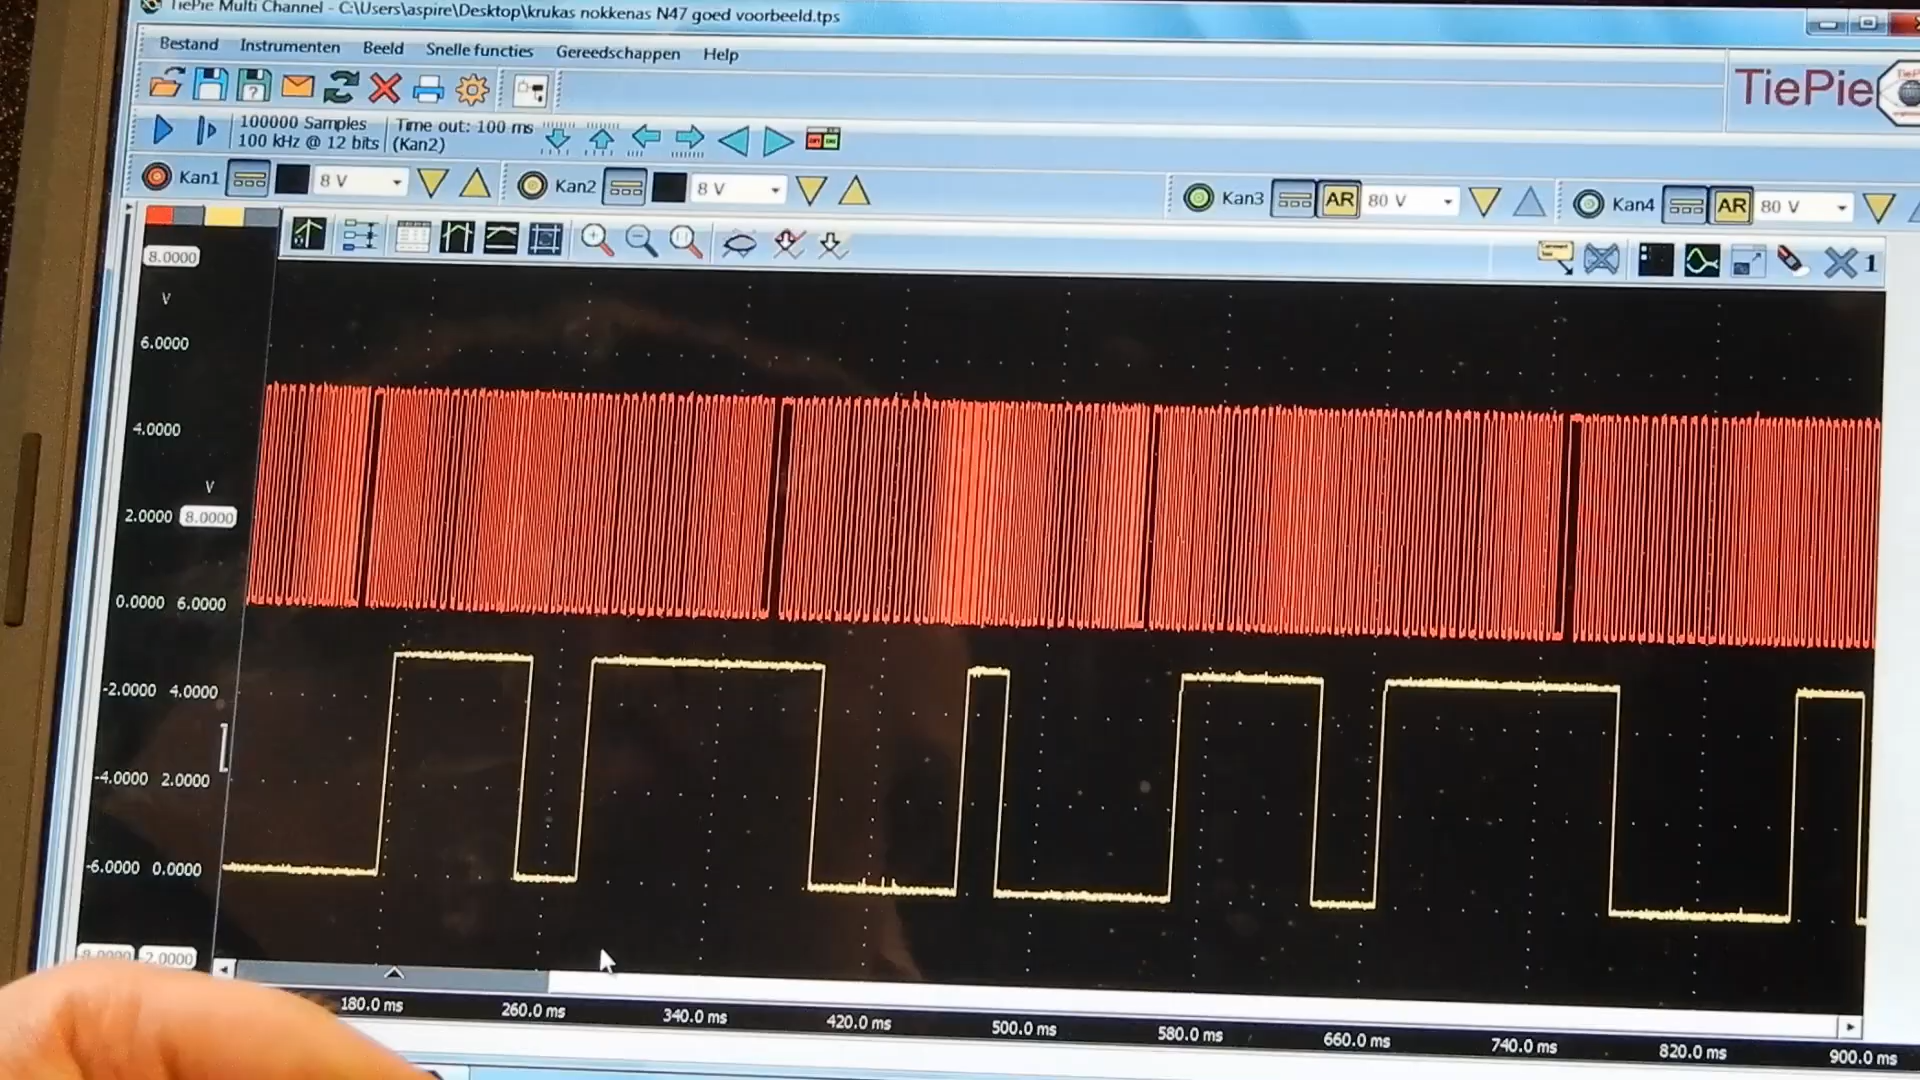 TiePie Multi Channel - C:\Users\aspire\Desktop\krukas nokkenas N47 goed voorbeeld.tps
Bestand Instrumenten Beeld Snelle functies Gereedschappen Help
TiePie
100000 Samples Time out: 100 ms
100 kHz @ 12 bits (Kan2)
Kan1 8 V Kan2 8 V Kan3 AR 80 V Kan4 AR 80 V
1
8.0000
V
6.0000
4.0000
V
2.0000 8.0000
0.0000 6.0000
-2.0000 4.0000
-4.0000 2.0000
-6.0000 0.0000
-8.0000 -2.0000
180.0 ms 260.0 ms 340.0 ms 420.0 ms 500.0 ms 580.0 ms 660.0 ms 740.0 ms 820.0 ms 900.0 ms